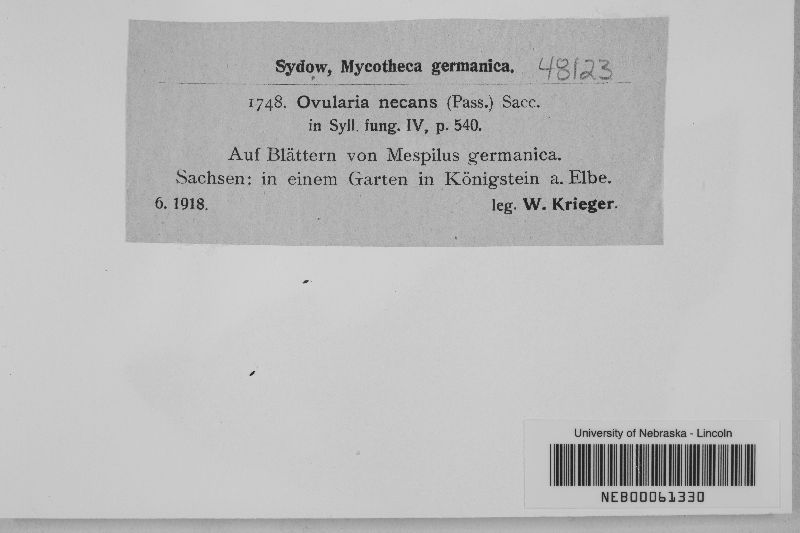 Sydow, Mycotheca germanica. 48123
1748. Ovularia necans (Pass.) Sacc.
in Syll. fung. IV, p. 540.
Auf Blättern von Mespilus germanica.
Sachsen: in einem Garten in Königstein a. Elbe.
6. 1918. leg. W. Krieger.
University of Nebraska - Lincoln
NEB00061330